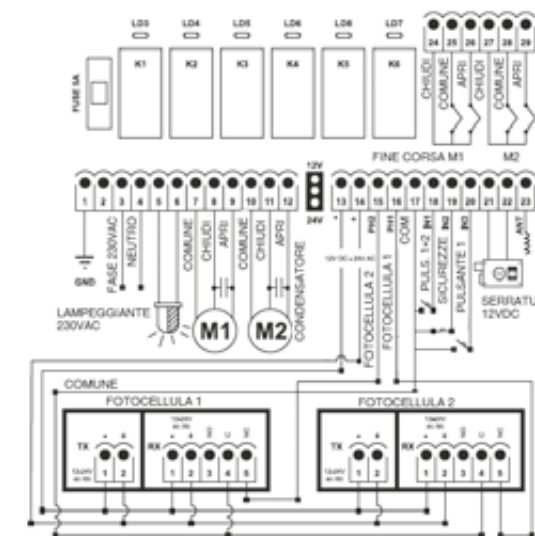 LD3 LD4 LD5 LD6 LD8 LD7
FUSE 5A
K1 K2 K3 K4 K5 K6
24 25 26 27 28 29
CHIUDI
COMUNE
APRI
CHIUDI
COMUNE
APRI
FINE CORSA M1 M2
12V
24V
1 2 3 4 5 6 7 8 9 10 11 12
13 14 15 16 17 18 19 20 21 22 23
GND
FASE 230VAC
NEUTRO
COMUNE
CHIUDI
APRI
COMUNE
CHIUDI
APRI
CONDENSATORE
+
+
PH2
PH1
COM
IN1
IN2
IN3
ANT
FOTOCELLULA 2
FOTOCELLULA 1
PULS. 1+2
SICUREZZE
PULSANTE 1
LAMPEGGIANTE
230VAC
M1 M2
SERRATU
12VDC
COMUNE
FOTOCELLULA 1
FOTOCELLULA 2
TX RX
TX RX
1 2 1 2 3 4 5
1 2 1 2 3 4 5